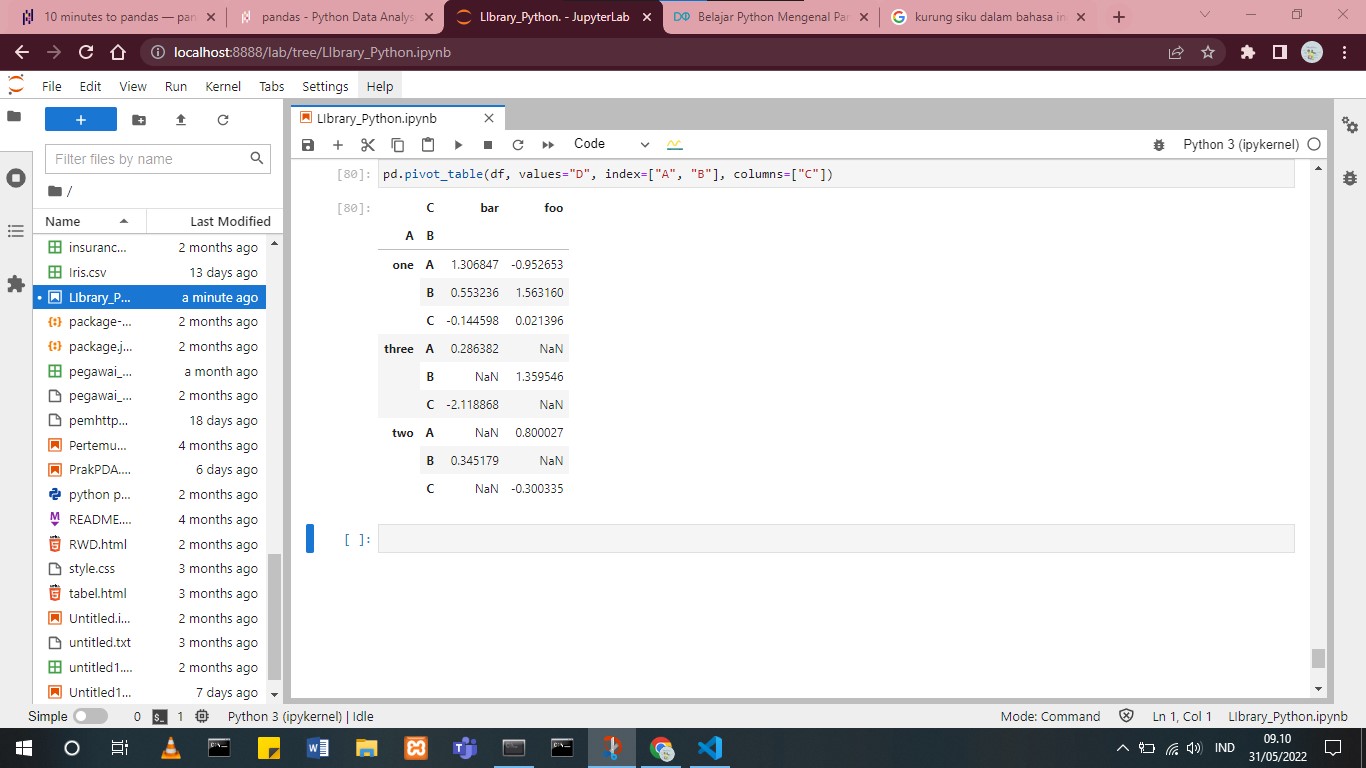 10 minutes to pandas — pan
pandas - Python Data Analys
LIbrary_Python. - JupyterLab
Belajar Python Mengenal Pan
kurung siku dalam bahasa in
localhost:8888/lab/tree/LIbrary_Python.ipynb
File Edit View Run Kernel Tabs Settings Help
LIbrary_Python.ipynb
Filter files by name
Code
Python 3 (ipykernel)
/
Name Last Modified
insuranc... 2 months ago
Iris.csv 13 days ago
LIbrary_P... a minute ago
package-... 2 months ago
package.j... 2 months ago
pegawai_... a month ago
pegawai_... 2 months ago
pemhttp... 18 days ago
Pertemu... 4 months ago
PrakPDA.... 6 days ago
python p... 2 months ago
README.... 4 months ago
RWD.html 2 months ago
style.css 3 months ago
tabel.html 3 months ago
Untitled.i... 2 months ago
untitled.txt 3 months ago
untitled1.... 2 months ago
Untitled1... 7 days ago
[80]: pd.pivot_table(df, values="D", index=["A", "B"], columns=["C"])
[80]: C bar foo
A B
one A 1.306847 -0.952653
B 0.553236 1.563160
C -0.144598 0.021396
three A 0.286382 NaN
B NaN 1.359546
C -2.118868 NaN
two A NaN 0.800027
B 0.345179 NaN
C NaN -0.300335
[ ]:
Simple 0 1 Python 3 (ipykernel) | Idle Mode: Command Ln 1, Col 1 LIbrary_Python.ipynb
IND
09.10
31/05/2022